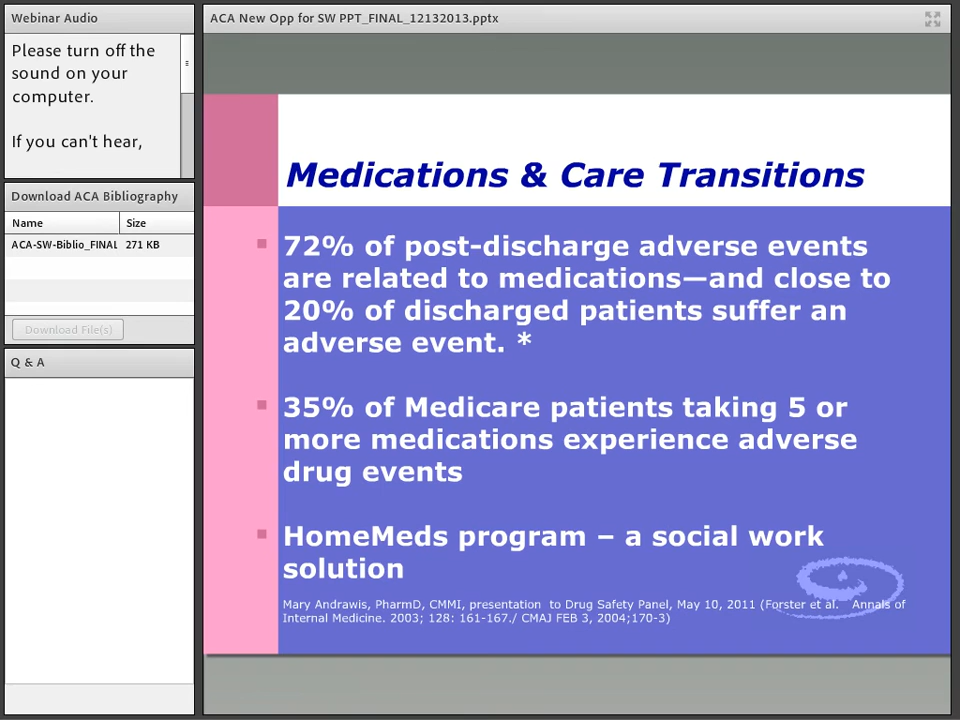 Webinar Audio
Please turn off the
sound on your
computer.
If you can't hear,
Download ACA Bibliography
Name Size
ACA-SW-Biblio_FINAL 271 KB
Download File(s)
Q & A
ACA New Opp for SW PPT_FINAL_12132013.pptx
Medications & Care Transitions
72% of post-discharge adverse events
are related to medications—and close to
20% of discharged patients suffer an
adverse event. *
35% of Medicare patients taking 5 or
more medications experience adverse
drug events
HomeMeds program – a social work
solution
Mary Andrawis, PharmD, CMMI, presentation to Drug Safety Panel, May 10, 2011 (Forster et al. Annals of
Internal Medicine. 2003; 128: 161-167./ CMAJ FEB 3, 2004;170-3)